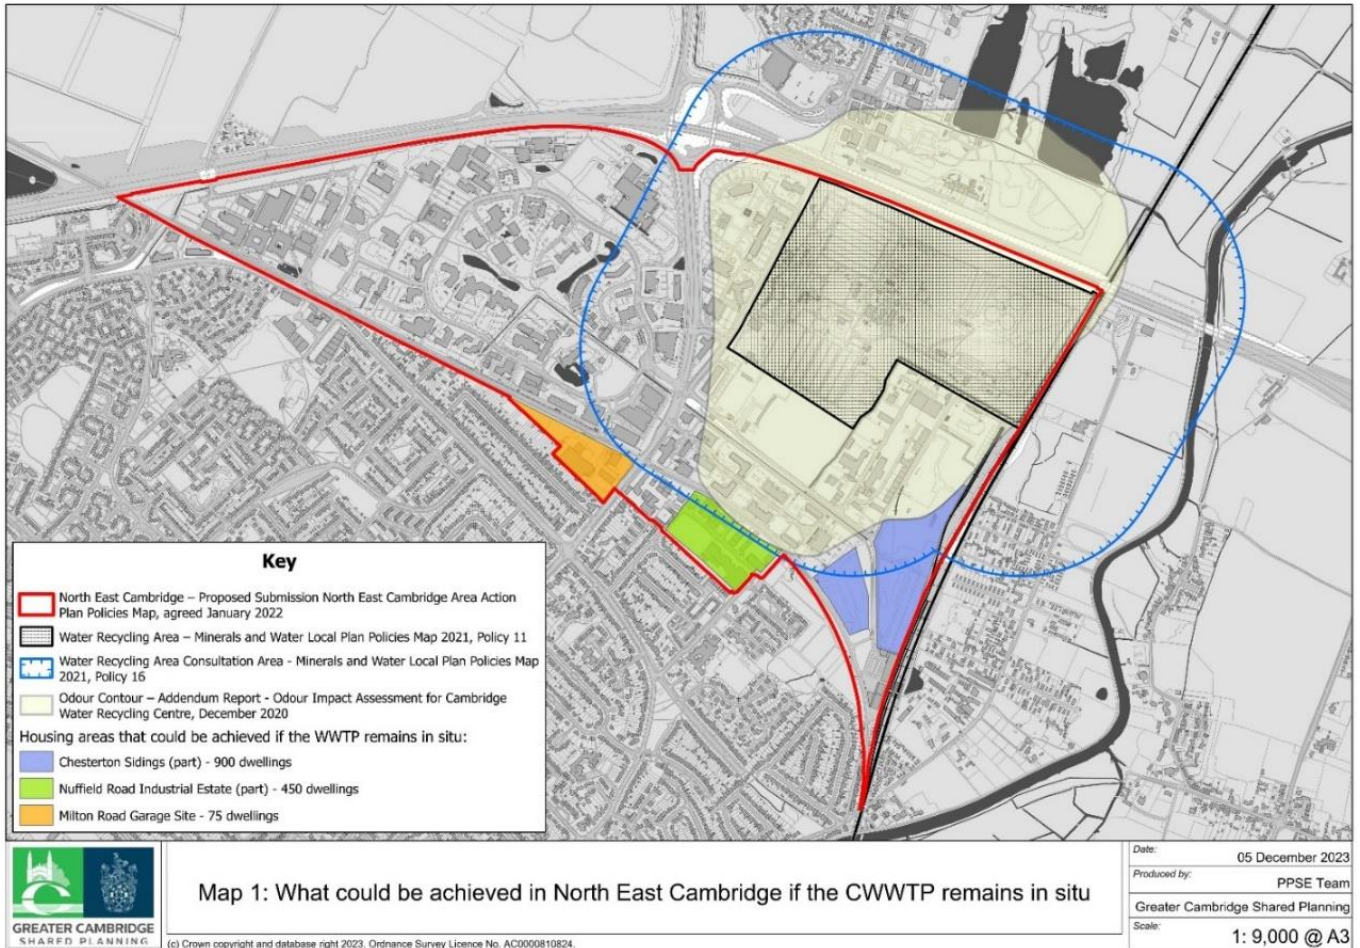 Key
North East Cambridge – Proposed Submission North East Cambridge Area Action
Plan Policies Map, agreed January 2022
Water Recycling Area – Minerals and Water Local Plan Policies Map 2021, Policy 11
Water Recycling Area Consultation Area - Minerals and Water Local Plan Policies Map
2021, Policy 16
Odour Contour – Addendum Report - Odour Impact Assessment for Cambridge
Water Recycling Centre, December 2020
Housing areas that could be achieved if the WWTP remains in situ:
Chesterton Sidings (part) - 900 dwellings
Nuffield Road Industrial Estate (part) - 450 dwellings
Milton Road Garage Site - 75 dwellings
GREATER CAMBRIDGE
SHARED PLANNING
Map 1: What could be achieved in North East Cambridge if the CWWTP remains in situ
(c) Crown copyright and database right 2023. Ordnance Survey Licence No. AC0000810824.
Date:
05 December 2023
Produced by:
PPSE Team
Greater Cambridge Shared Planning
Scale:
1: 9,000 @ A3